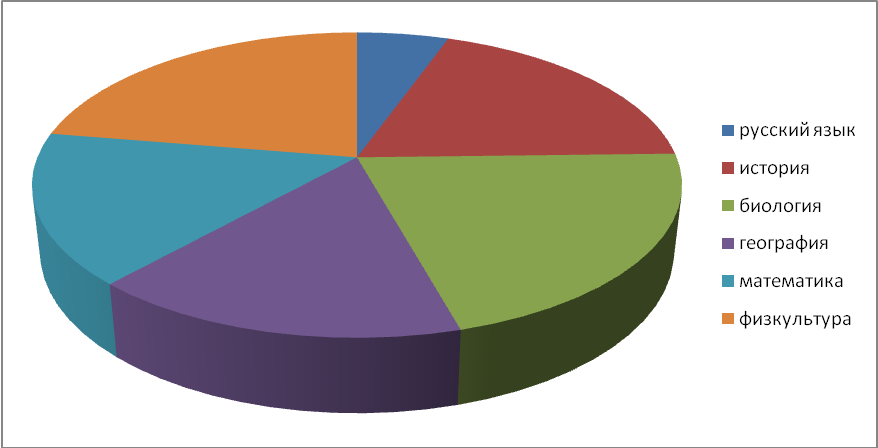 русский язык
история
биология
география
математика
физкультура